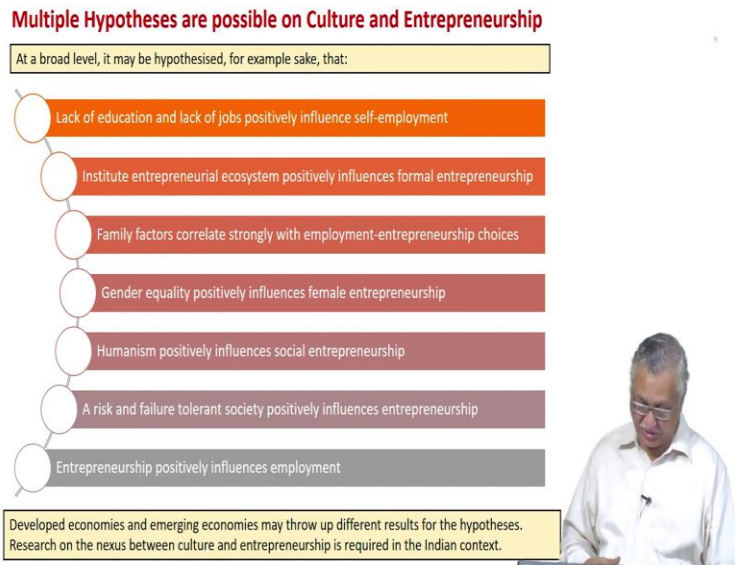 Multiple Hypotheses are possible on Culture and Entrepreneurship
At a broad level, it may be hypothesised, for example sake, that:
Lack of education and lack of jobs positively influence self-employment
Institute entrepreneurial ecosystem positively influences formal entrepreneurship
Family factors correlate strongly with employment-entrepreneurship choices
Gender equality positively influences female entrepreneurship
Humanism positively influences social entrepreneurship
A risk and failure tolerant society positively influences entrepreneurship
Entrepreneurship positively influences employment
Developed economies and emerging economies may throw up different results for the hypotheses.
Research on the nexus between culture and entrepreneurship is required in the Indian context.